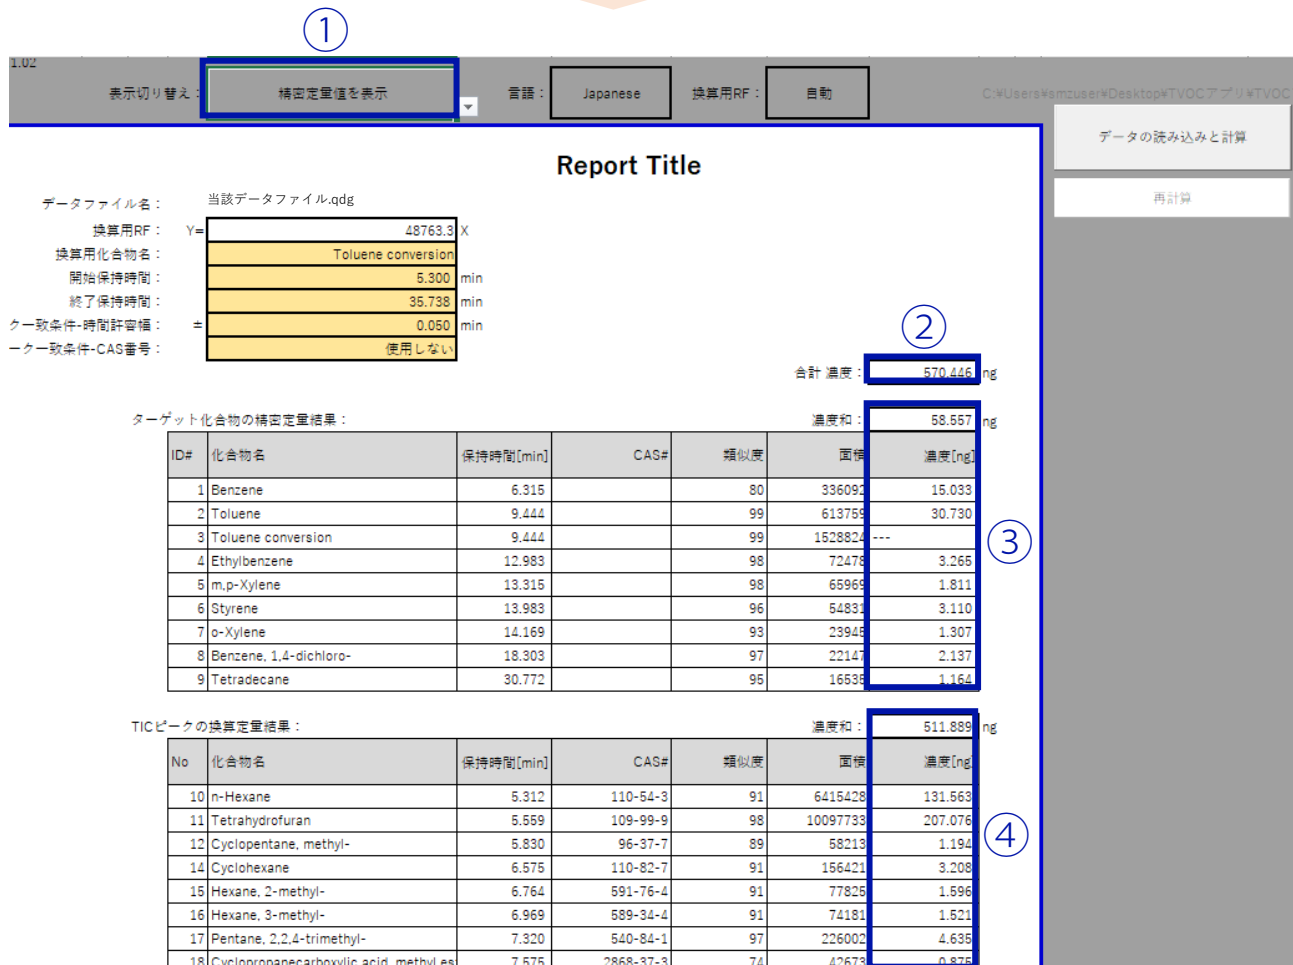 ①
1.02
表示切り替え： 精密定量値を表示 言語： Japanese 換算用RF： 自動 C:¥Users¥smzuser¥Desktop¥TVOCアプリ¥TVOC
データの読み込みと計算
Report Title
再計算
データファイル名： 当該データファイル.qdg
換算用RF： Y= 48763.3 X
換算用化合物名： Toluene conversion
開始保持時間： 5.300 min
終了保持時間： 35.738 min
ク一致条件-時間許容幅： ± 0.050 min
ーク一致条件-CAS番号： 使用しない
②
合計 濃度： 570.446 ng
ターゲット化合物の精密定量結果： 濃度和： 58.557 ng
ID# 化合物名 保持時間[min] CAS# 類似度 面積 濃度[ng]
1 Benzene 6.315 80 336092 15.033
2 Toluene 9.444 99 613759 30.730
3 Toluene conversion 9.444 99 1528824 ---
③
4 Ethylbenzene 12.983 98 72478 3.265
5 m,p-Xylene 13.315 98 65969 1.811
6 Styrene 13.983 96 54831 3.110
7 o-Xylene 14.169 93 23945 1.307
8 Benzene, 1,4-dichloro- 18.303 97 22147 2.137
9 Tetradecane 30.772 95 16535 1.164
TICピークの換算定量結果： 濃度和： 511.889 ng
No 化合物名 保持時間[min] CAS# 類似度 面積 濃度[ng]
10 n-Hexane 5.312 110-54-3 91 6415428 131.563
11 Tetrahydrofuran 5.559 109-99-9 98 10097733 207.076
④
12 Cyclopentane, methyl- 5.830 96-37-7 89 58213 1.194
14 Cyclohexane 6.575 110-82-7 91 156421 3.208
15 Hexane, 2-methyl- 6.764 591-76-4 91 77825 1.596
16 Hexane, 3-methyl- 6.969 589-34-4 91 74181 1.521
17 Pentane, 2,2,4-trimethyl- 7.320 540-84-1 97 226002 4.635
18 Cyclopropanecarboxylic acid, methyl es 7.575 2868-37-3 74 42673 0.875